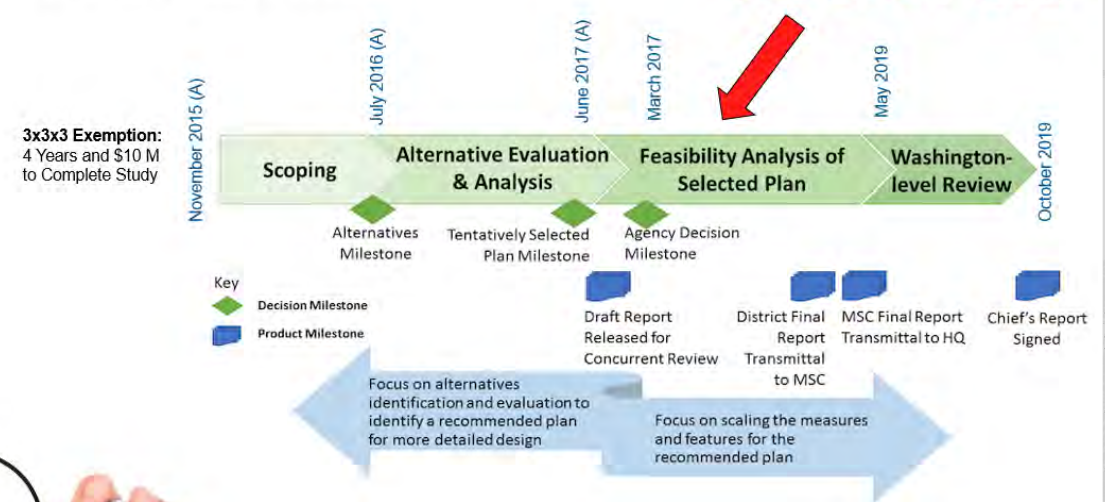 November 2015 (A)
July 2016 (A)
June 2017 (A)
March 2017
May 2019
October 2019
3x3x3 Exemption:
4 Years and $10 M
to Complete Study
Scoping
Alternative Evaluation
& Analysis
Feasibility Analysis of
Selected Plan
Washington-
level Review
Alternatives
Milestone
Tentatively Selected
Plan Milestone
Agency Decision
Milestone
Key
Decision Milestone
Product Milestone
Draft Report
Released for
Concurrent Review
District Final
Report
Transmittal
to MSC
MSC Final Report
Transmittal to HQ
Chief's Report
Signed
Focus on alternatives
identification and evaluation to
identify a recommended plan
for more detailed design
Focus on scaling the measures
and features for the
recommended plan